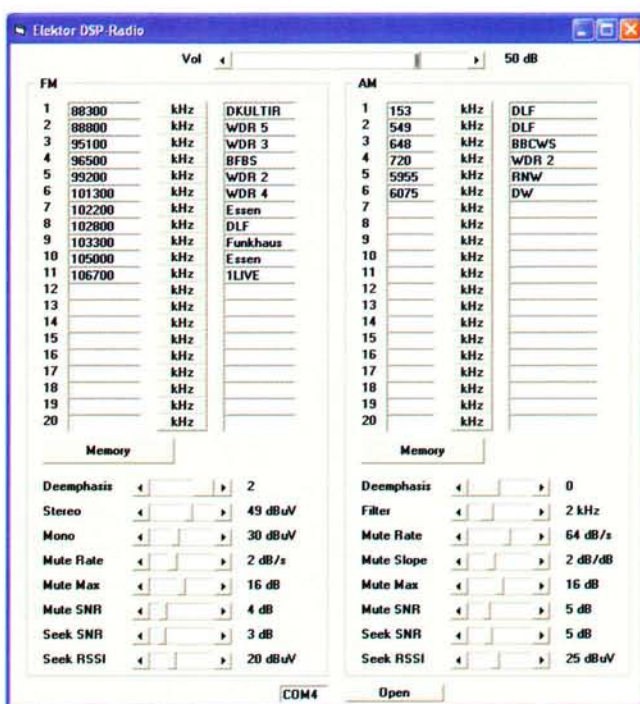 Elektor DSP-Radio
Vol 50 dB
FM
1 88300 kHz DKULTIR
2 88800 kHz WDR 5
3 95100 kHz WDR 3
4 96500 kHz BFBS
5 99200 kHz WDR 2
6 101300 kHz WDR 4
7 102200 kHz Essen
8 102800 kHz DLF
9 103300 kHz Funkhaus
10 105000 kHz Essen
11 106700 kHz 1LIVE
12 kHz
13 kHz
14 kHz
15 kHz
16 kHz
17 kHz
18 kHz
19 kHz
20 kHz
Memory
Deemphasis 2
Stereo 49 dBuV
Mono 30 dBuV
Mute Rate 2 dB/s
Mute Max 16 dB
Mute SNR 4 dB
Seek SNR 3 dB
Seek RSSI 20 dBuV
AM
1 153 kHz DLF
2 549 kHz DLF
3 648 kHz BBCWS
4 720 kHz WDR 2
5 5955 kHz RNW
6 6075 kHz DW
7 kHz
8 kHz
9 kHz
10 kHz
11 kHz
12 kHz
13 kHz
14 kHz
15 kHz
16 kHz
17 kHz
18 kHz
19 kHz
20 kHz
Memory
Deemphasis 0
Filter 2 kHz
Mute Rate 64 dB/s
Mute Slope 2 dB/dB
Mute Max 16 dB
Mute SNR 5 dB
Seek SNR 5 dB
Seek RSSI 25 dBuV
COM4 Open